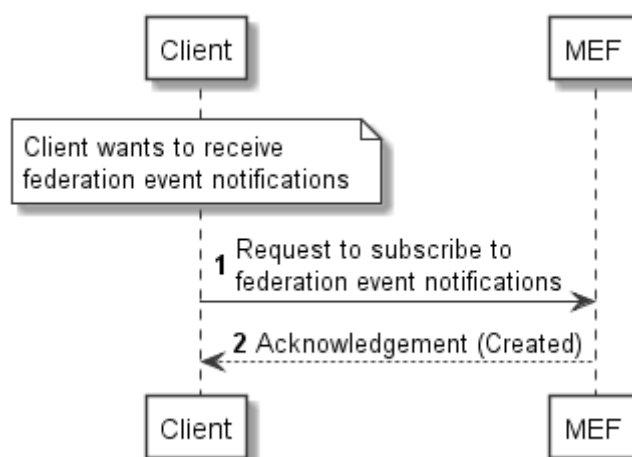 Client
MEF
Client wants to receive
federation event notifications
1 Request to subscribe to
federation event notifications
2 Acknowledgement (Created)
Client
MEF